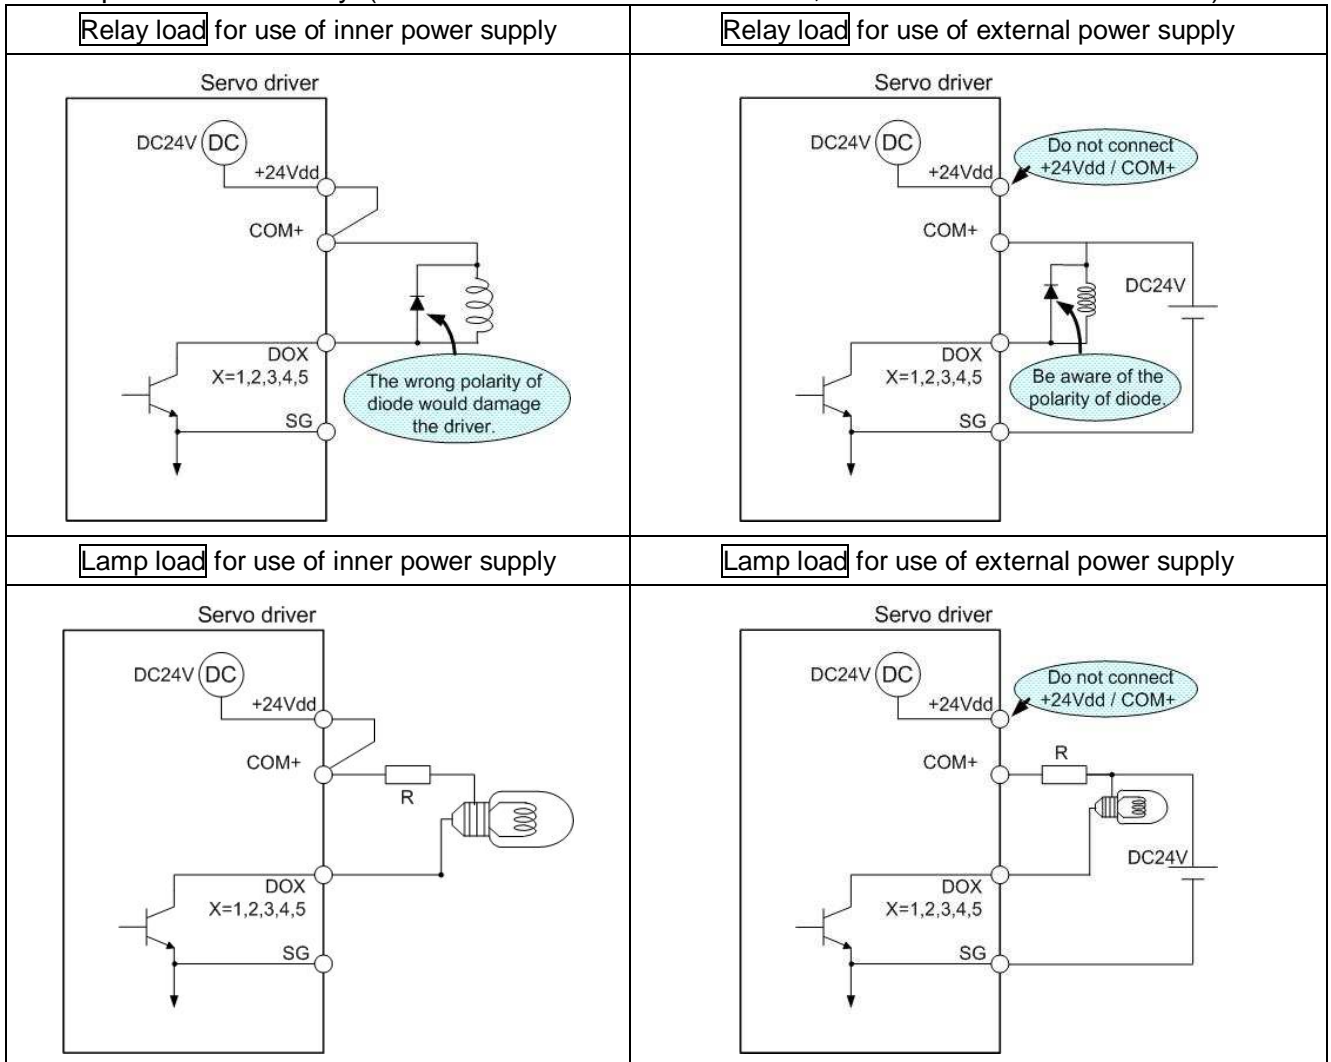 Relay load for use of inner power supply
Relay load for use of external power supply
Servo driver
DC24V
DC
+24Vdd
COM+
DOX
X=1,2,3,4,5
SG
The wrong polarity of
diode would damage
the driver.
Servo driver
DC24V
DC
+24Vdd
Do not connect
+24Vdd / COM+
COM+
DC24V
DOX
X=1,2,3,4,5
SG
Be aware of the
polarity of diode.
Lamp load for use of inner power supply
Lamp load for use of external power supply
Servo driver
DC24V
DC
+24Vdd
COM+
R
DOX
X=1,2,3,4,5
SG
Servo driver
DC24V
DC
+24Vdd
Do not connect
+24Vdd / COM+
COM+
R
DC24V
DOX
X=1,2,3,4,5
SG